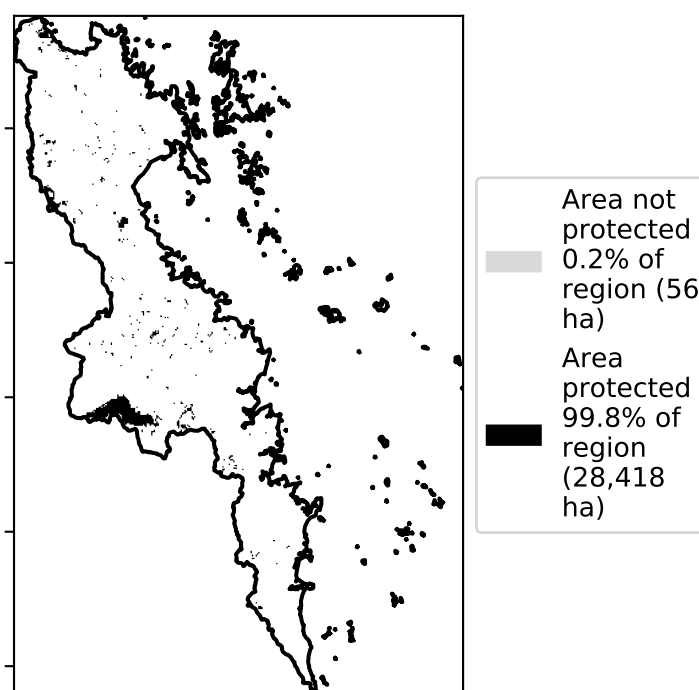 Area not
protected
0.2% of
region (56
ha)
Area
protected
99.8% of
region
(28,418
ha)